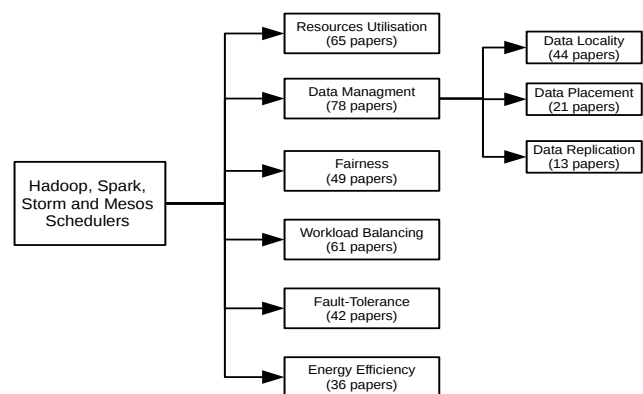 Hadoop, Spark,
Storm and Mesos
Schedulers
Resources Utilisation
(65 papers)
Data Managment
(78 papers)
Fairness
(49 papers)
Workload Balancing
(61 papers)
Fault-Tolerance
(42 papers)
Energy Efficiency
(36 papers)
Data Locality
(44 papers)
Data Placement
(21 papers)
Data Replication
(13 papers)